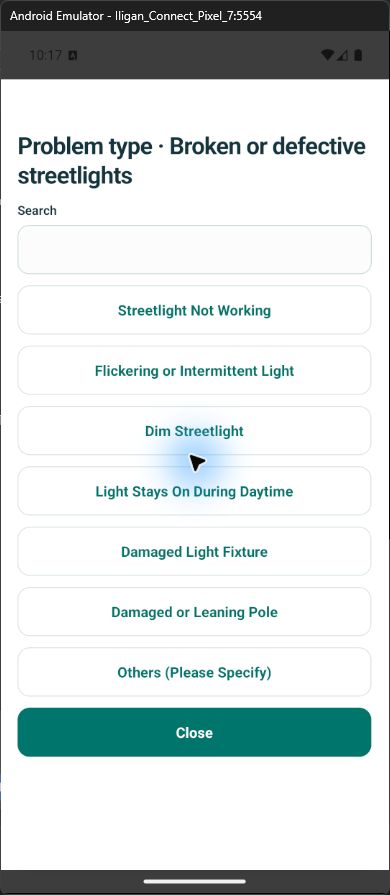 Android Emulator - Iligan_Connect_Pixel_7:5554
10:17
Problem type · Broken or defective
streetlights
Search
Streetlight Not Working
Flickering or Intermittent Light
Dim Streetlight
Light Stays On During Daytime
Damaged Light Fixture
Damaged or Leaning Pole
Others (Please Specify)
Close